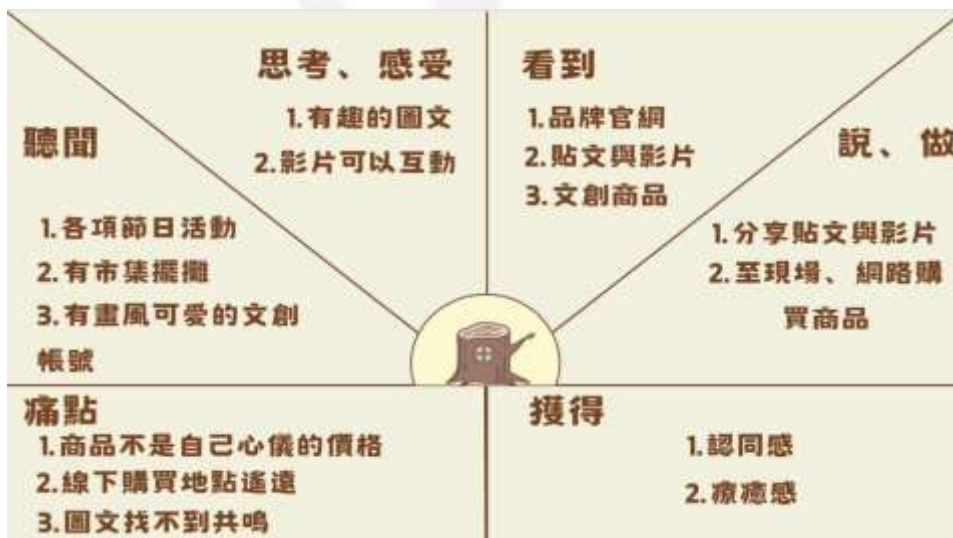 思考、感受
1.有趣的圖文
2.影片可以互動
看到
1.品牌官網
2.貼文與影片
3.文創商品
聽聞
1.各項節日活動
2.有市集擺攤
3.有畫風可愛的文創
帳號
說、做
1.分享貼文與影片
2.至現場、網路購
買商品
痛點
1.商品不是自己心儀的價格
2.線下購買地點遙遠
3.圖文找不到共鳴
獲得
1.認同感
2.療癒感